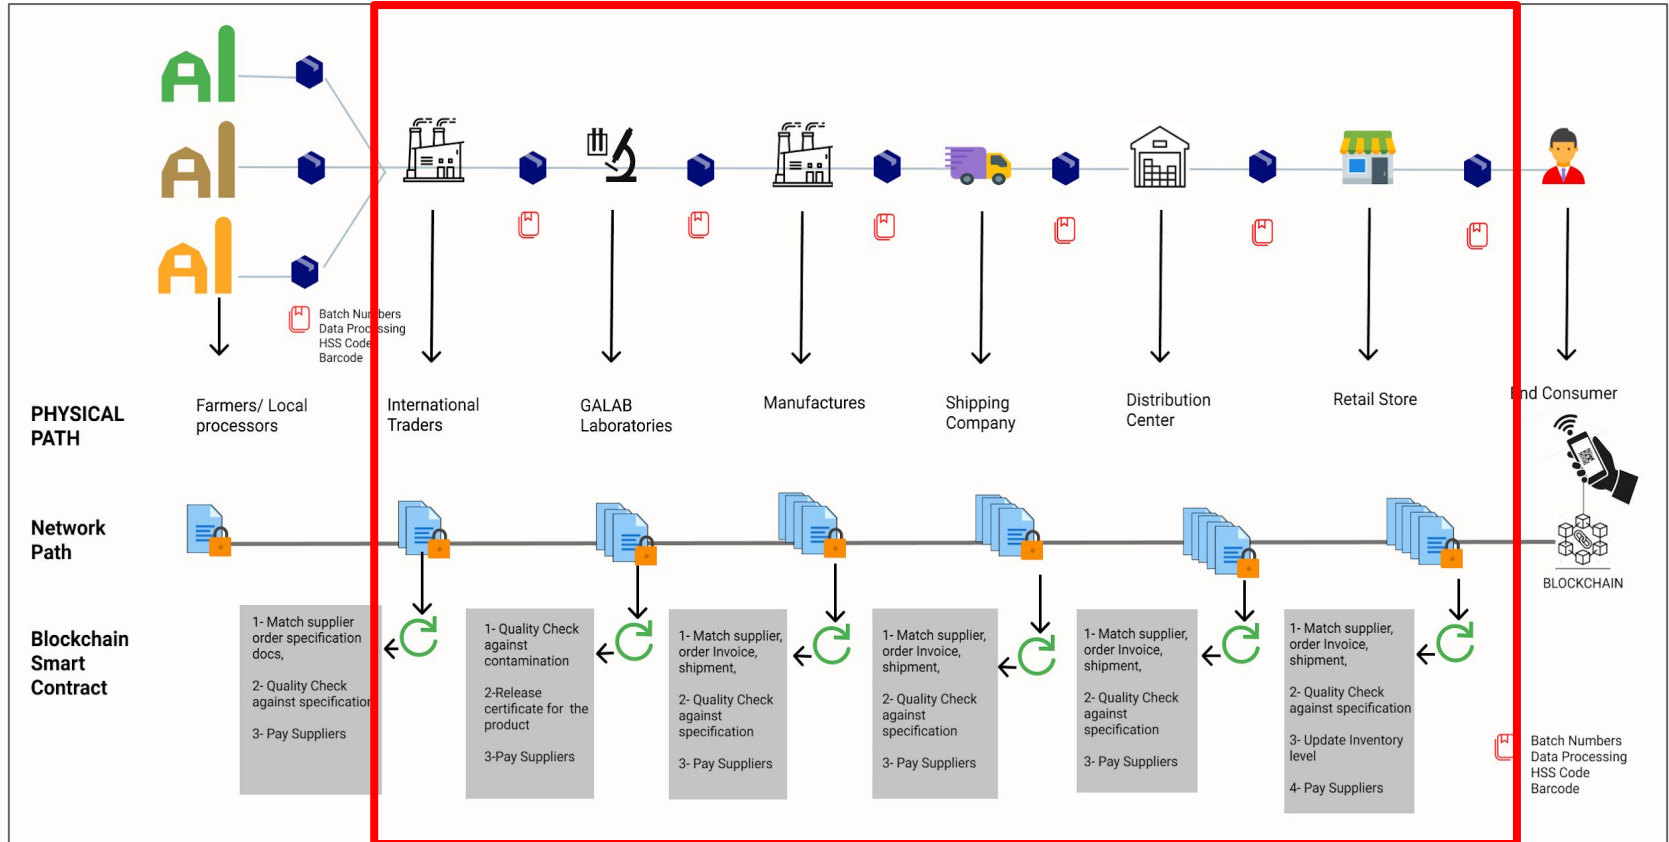 Batch Numbers
Data Processing
HSS Code
Barcode
PHYSICAL
PATH
Farmers/ Local
processors
International
Traders
GALAB
Laboratories
Manufactures
Shipping
Company
Distribution
Center
Retail Store
End Consumer
Network
Path
BLOCKCHAIN
Blockchain
Smart
Contract
1- Match supplier
order specification
docs,
2- Quality Check
against specification
3- Pay Suppliers
1- Quality Check
against
contamination
2-Release
certificate for the
product
3-Pay Suppliers
1- Match supplier,
order Invoice,
shipment,
2- Quality Check
against
specification
3- Pay Suppliers
1- Match supplier,
order Invoice,
shipment,
2- Quality Check
against
specification
3- Pay Suppliers
1- Match supplier,
order Invoice,
shipment,
2- Quality Check
against
specification
3- Pay Suppliers
1- Match supplier,
order Invoice,
shipment,
2- Quality Check
against specification
3- Update Inventory
level
4- Pay Suppliers
Batch Numbers
Data Processing
HSS Code
Barcode